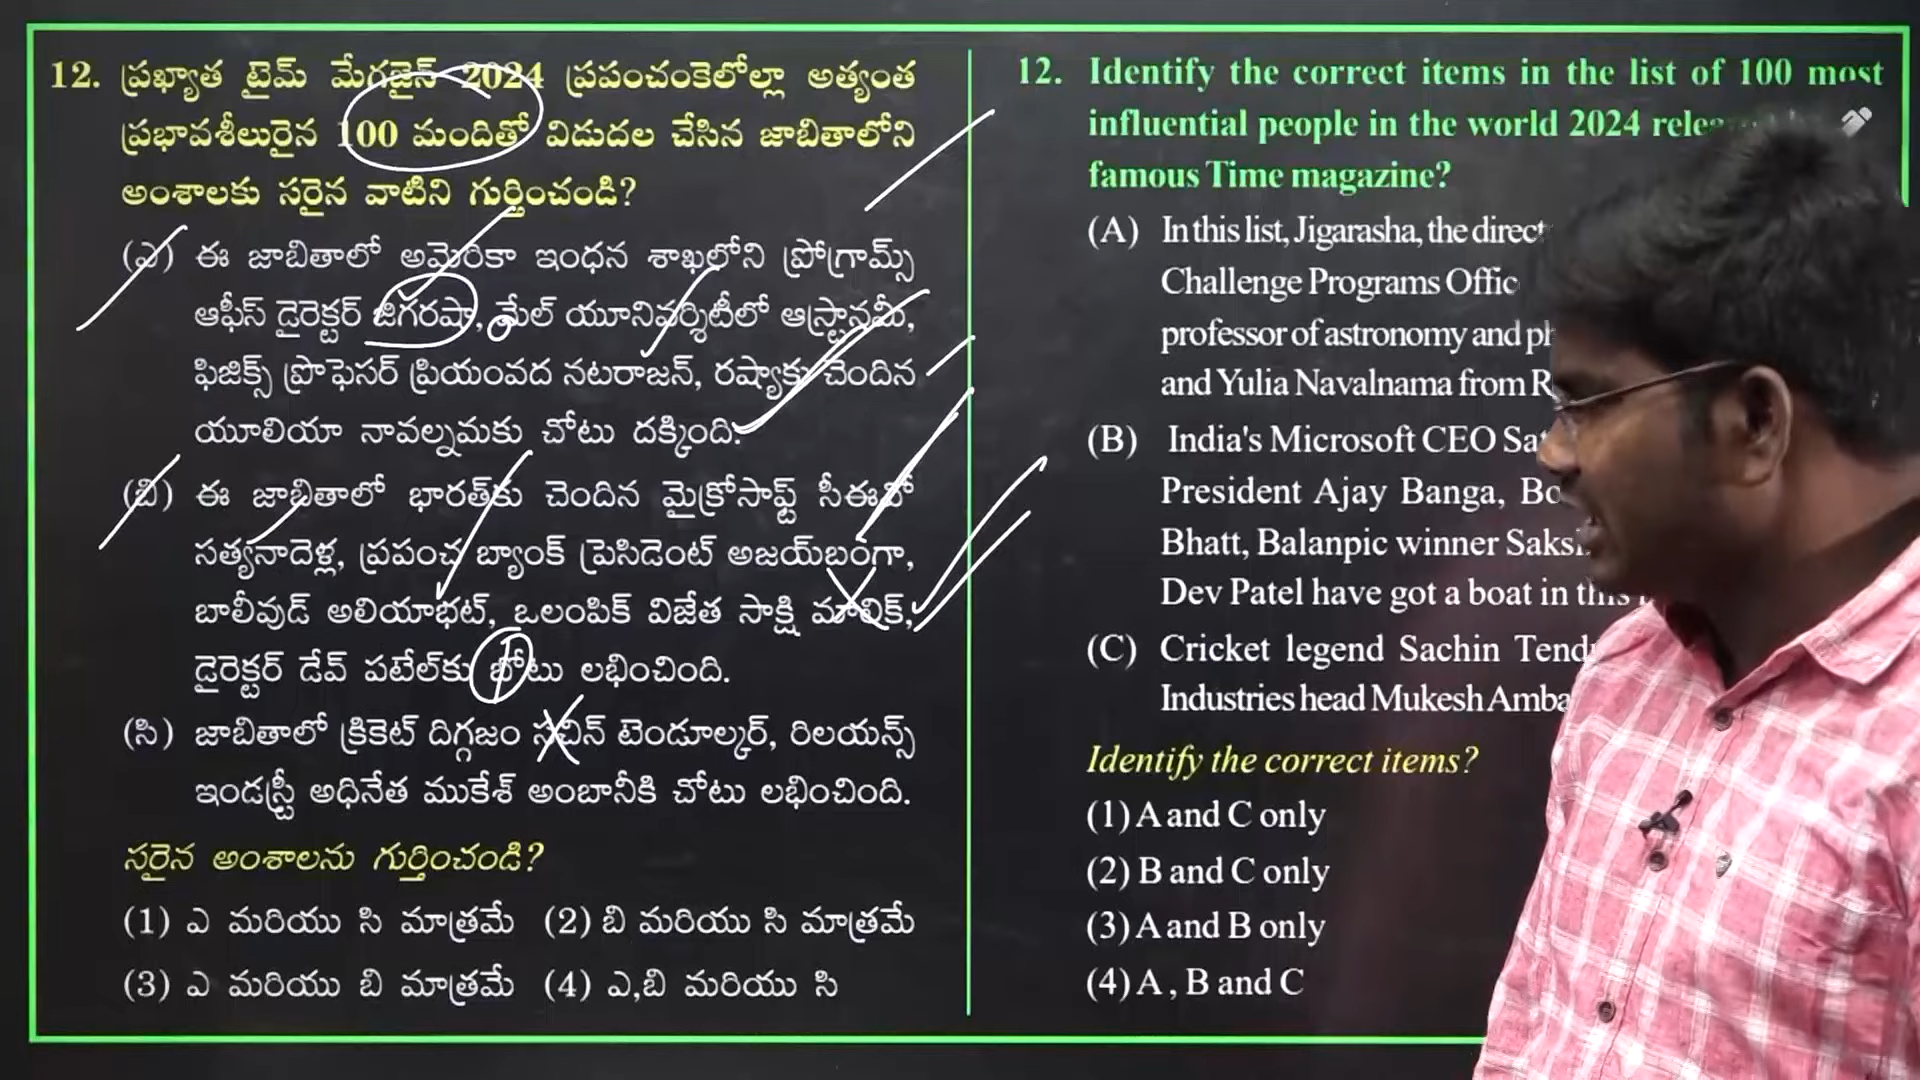 12. ప్రఖ్యాత టైమ్ మేగజైన్ 2024 ప్రపంచంకెలోల్లా అత్యంత
ప్రభావశీలురైన 100 మందితో విడుదల చేసిన జాబితాలోని
అంశాలకు సరైన వాటిని గుర్తించండి?
(ఎ) ఈ జాబితాలో అమెరికా ఇంధన శాఖలోని ప్రోగ్రామ్స్
ఆఫీస్ డైరెక్టర్ జిగరషా, యేల్ యూనివర్శిటీలో ఆస్ట్రానమీ,
ఫిజిక్స్ ప్రొఫెసర్ ప్రియంవద నటరాజన్, రష్యాకు చెందిన
యూలియా నావల్నమకు చోటు దక్కింది.
(బి) ఈ జాబితాలో భారత్‌కు చెందిన మైక్రోసాఫ్ట్ సీఈవో
సత్యనాదెళ్ల, ప్రపంచ బ్యాంక్ ప్రెసిడెంట్ అజయ్‌బంగా,
బాలీవుడ్ అలియాభట్, ఒలంపిక్ విజేత సాక్షి మాలిక్,
డైరెక్టర్ డేవ్ పటేల్‌కు బోటు లభించింది.
(సి) జాబితాలో క్రికెట్ దిగ్గజం సచిన్ టెండూల్కర్, రిలయన్స్
ఇండస్ట్రీ అధినేత ముకేశ్ అంబానీకి చోటు లభించింది.
సరైన అంశాలను గుర్తించండి?
(1) ఎ మరియు సి మాత్రమే (2) బి మరియు సి మాత్రమే
(3) ఎ మరియు బి మాత్రమే (4) ఎ,బి మరియు సి
12. Identify the correct items in the list of 100 most
influential people in the world 2024
famous Time magazine?
(A) In this list, Jigarasha, the
Challenge Programs
professor of astronomy and
and Yulia Navalnama from
(B) India's Microsoft CEO
President Ajay Banga,
Bhatt, Balanpic winner
Dev Patel have got a boat in
(C) Cricket legend Sachin
Industries head Mukesh
Identify the correct items?
(1) A and C only
(2) B and C only
(3) A and B only
(4) A , B and C